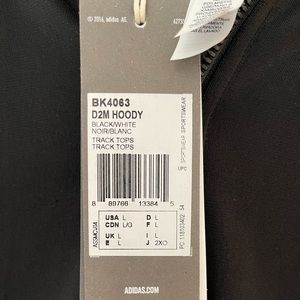 © 2016, adidas AG.
BK4063
D2M HOODY
BLACK/WHITE
NOIR/BLANC
TRACK TOPS
TRACK TOPS
UPC SPORTSWEAR SPORTSWEAR
8 89766 13384 5
USA L D L
CDN L/G F L
UK L I L
E L J 2XO
ADIDAS.COM